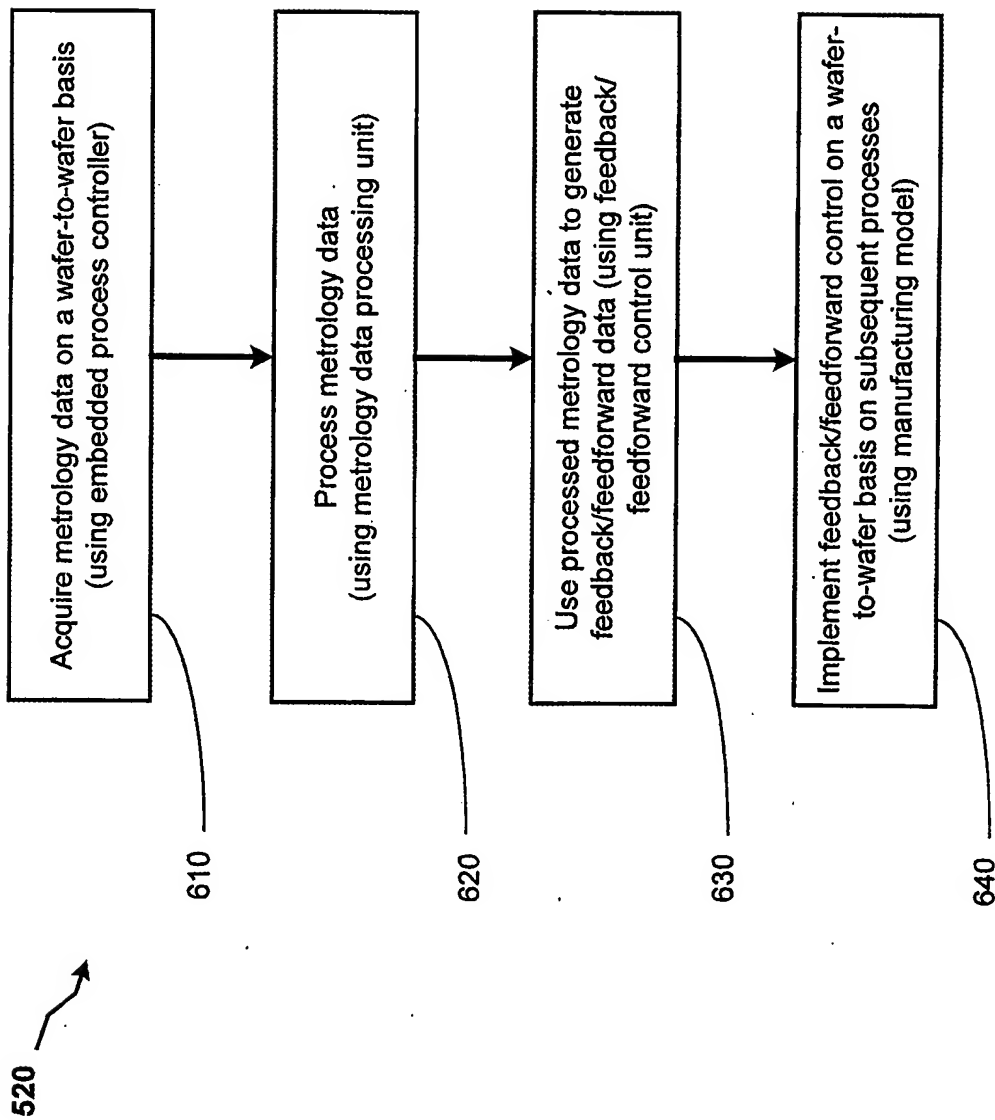 520
Acquire metrology data on a wafer-to-wafer basis
(using embedded process controller)
610
Process metrology data
(using metrology data processing unit)
620
Use processed metrology data to generate
feedback/feedforward data (using feedback/
feedforward control unit)
630
Implement feedback/feedforward control on a wafer-
to-wafer basis on subsequent processes
(using manufacturing model)
640